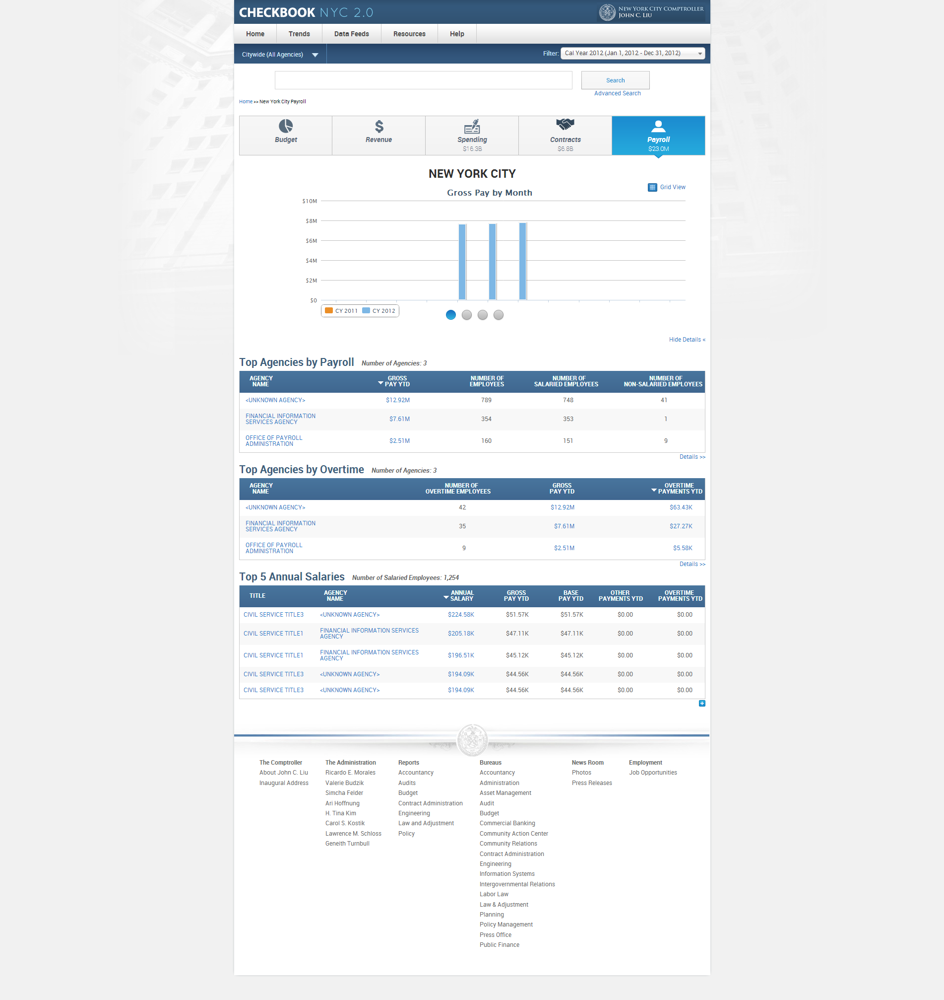 CHECKBOOK NYC 2.0
NEW YORK CITY COMPTROLLER
JOHN C. LIU
Home Trends Data Feeds Resources Help
Citywide (All Agencies) Filter: Cal Year 2012 (Jan 1, 2012 - Dec 31, 2012)
Search
Advanced Search
Home >> New York City Payroll
Budget Revenue Spending Contracts Payroll
$16.3B $6.8B $23.0M
NEW YORK CITY
Grid View
Gross Pay by Month
$10M
$8M
$6M
$4M
$2M
$0
CY 2011 CY 2012
Hide Details «
Top Agencies by Payroll Number of Agencies: 3
AGENCY GROSS NUMBER OF NUMBER OF NUMBER OF
NAME PAY YTD EMPLOYEES SALARIED EMPLOYEES NON-SALARIED EMPLOYEES
<UNKNOWN AGENCY> $12.92M 789 748 41
FINANCIAL INFORMATION
SERVICES AGENCY $7.61M 354 353 1
OFFICE OF PAYROLL
ADMINISTRATION $2.51M 160 151 9
Details >>
Top Agencies by Overtime Number of Agencies: 3
AGENCY NUMBER OF GROSS OVERTIME
NAME OVERTIME EMPLOYEES PAY YTD PAYMENTS YTD
<UNKNOWN AGENCY> 42 $12.92M $63.43K
FINANCIAL INFORMATION
SERVICES AGENCY 35 $7.61M $27.27K
OFFICE OF PAYROLL
ADMINISTRATION 9 $2.51M $5.58K
Details >>
Top 5 Annual Salaries Number of Salaried Employees: 1,254
TITLE AGENCY ANNUAL GROSS BASE OTHER OVERTIME
NAME SALARY PAY YTD PAY YTD PAYMENTS YTD PAYMENTS YTD
CIVIL SERVICE TITLE3 <UNKNOWN AGENCY> $224.58K $51.57K $51.57K $0.00 $0.00
CIVIL SERVICE TITLE1 FINANCIAL INFORMATION SERVICES
AGENCY $205.18K $47.11K $47.11K $0.00 $0.00
CIVIL SERVICE TITLE1 FINANCIAL INFORMATION SERVICES
AGENCY $196.51K $45.12K $45.12K $0.00 $0.00
CIVIL SERVICE TITLE3 <UNKNOWN AGENCY> $194.09K $44.56K $44.56K $0.00 $0.00
CIVIL SERVICE TITLE3 <UNKNOWN AGENCY> $194.09K $44.56K $44.56K $0.00 $0.00
The Comptroller
About John C. Liu
Inaugural Address
The Administration
Ricardo E. Morales
Valerie Budzik
Simcha Felder
Ari Hoffnung
H. Tina Kim
Carol S. Kostik
Lawrence M. Schloss
Geneith Turnbull
Reports
Accountancy
Audits
Budget
Contract Administration
Engineering
Law and Adjustment
Policy
Bureaus
Accountancy
Administration
Asset Management
Audit
Budget
Commercial Banking
Community Action Center
Community Relations
Contract Administration
Engineering
Information Systems
Intergovernmental Relations
Labor Law
Law & Adjustment
Planning
Policy Management
Press Office
Public Finance
News Room
Photos
Press Releases
Employment
Job Opportunities